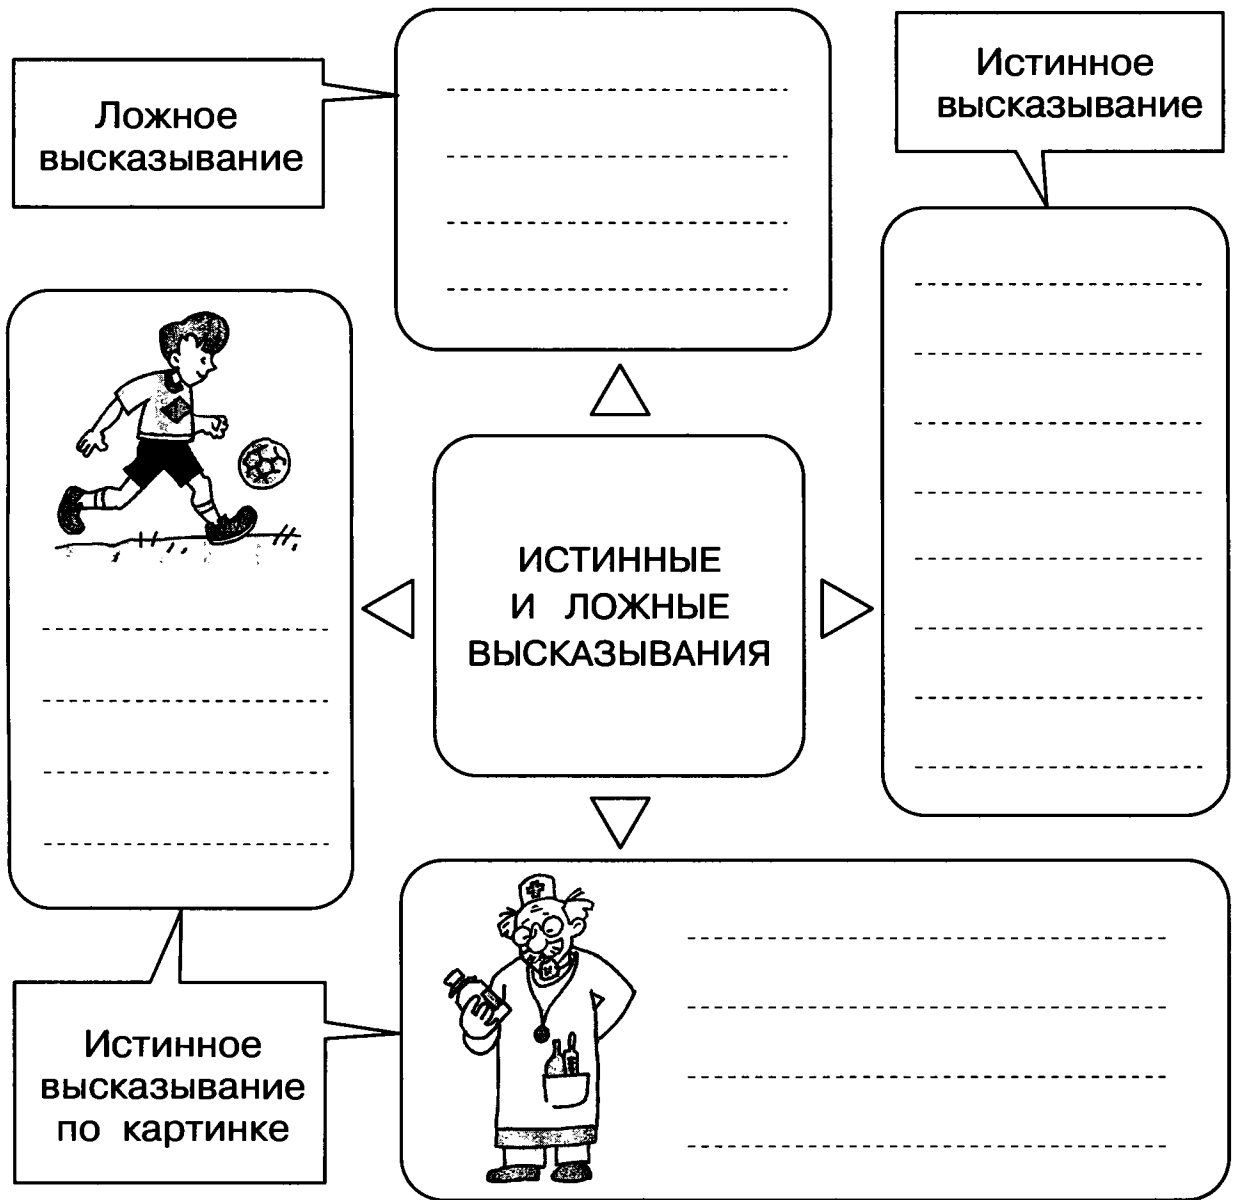 Ложное
высказывание
Истинное
высказывание
ИСТИННЫЕ
И ЛОЖНЫЕ
ВЫСКАЗЫВАНИЯ
Истинное
высказывание
по картинке